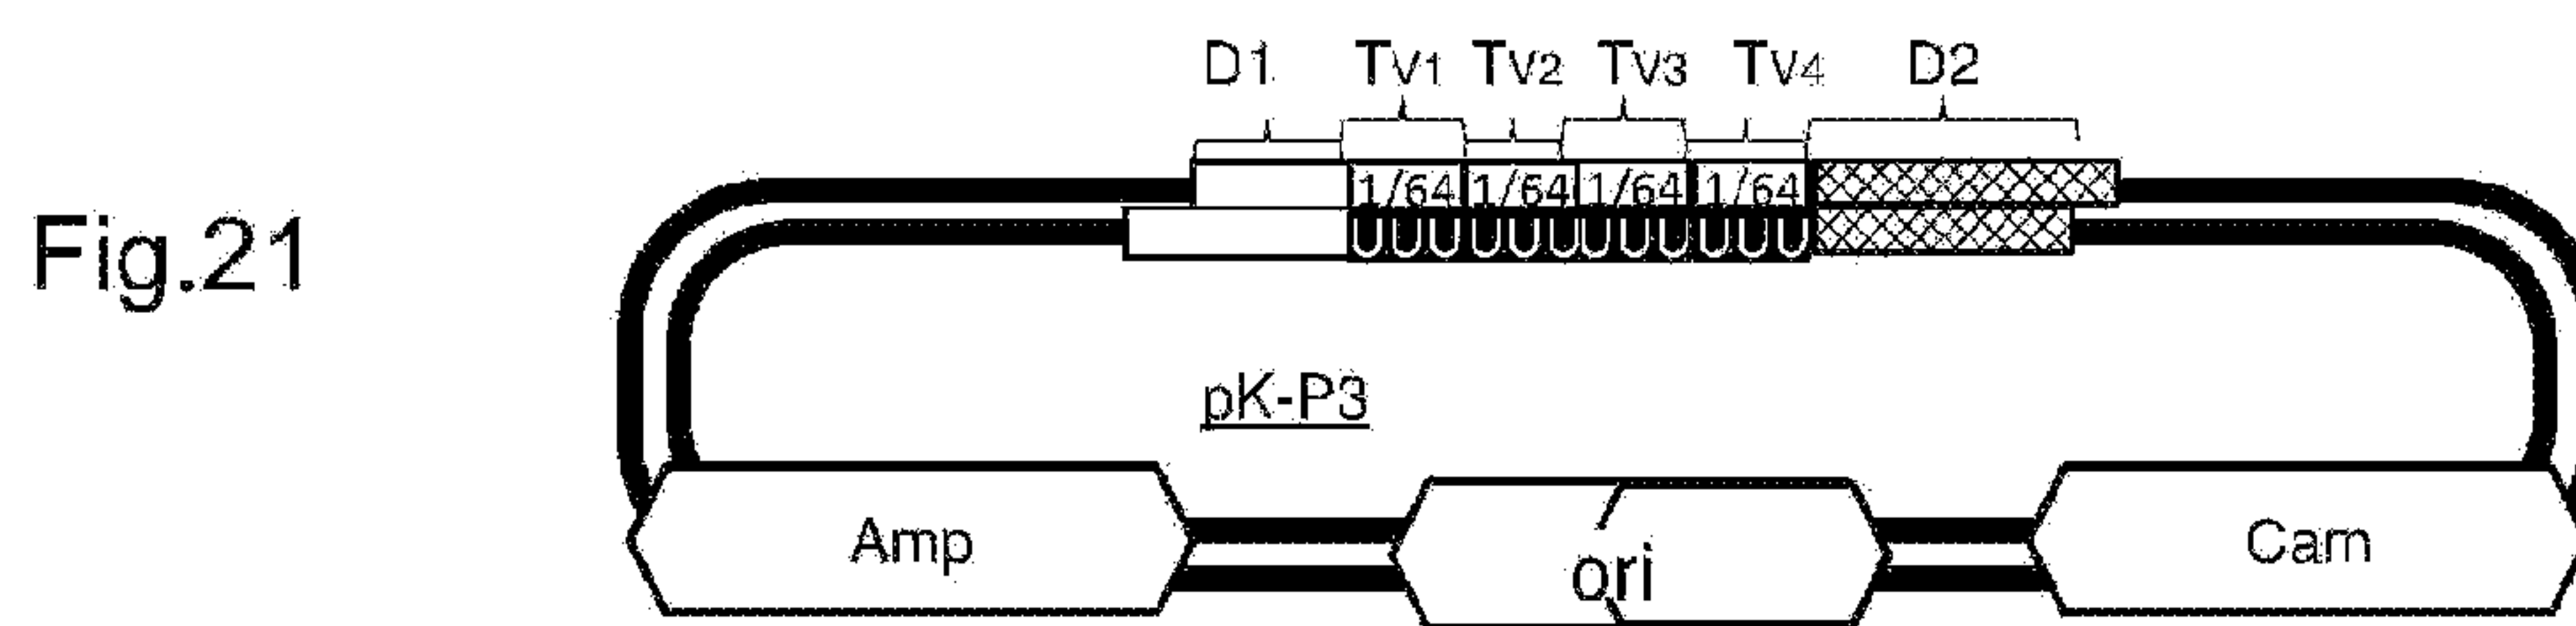 D1 TV1 TV2 TV3 TV4 D2
1/64 1/64 1/64 1/64
Fig.21
pK-P3
Amp ori Cam